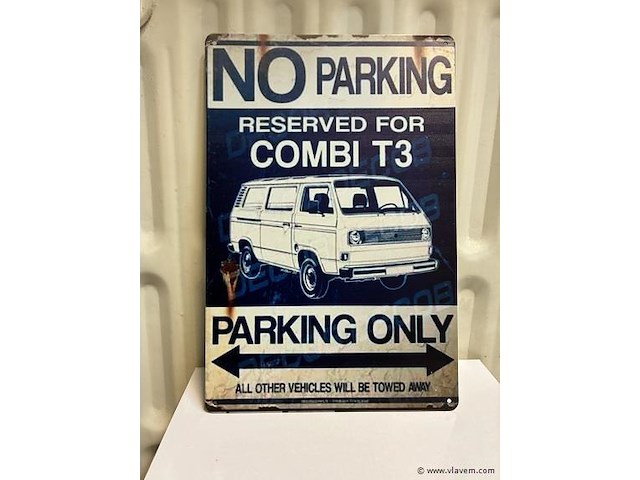 NO PARKING
RESERVED FOR
COMBI T3
PARKING ONLY
ALL OTHER VEHICLES WILL BE TOWED AWAY
© www.vlavem.com